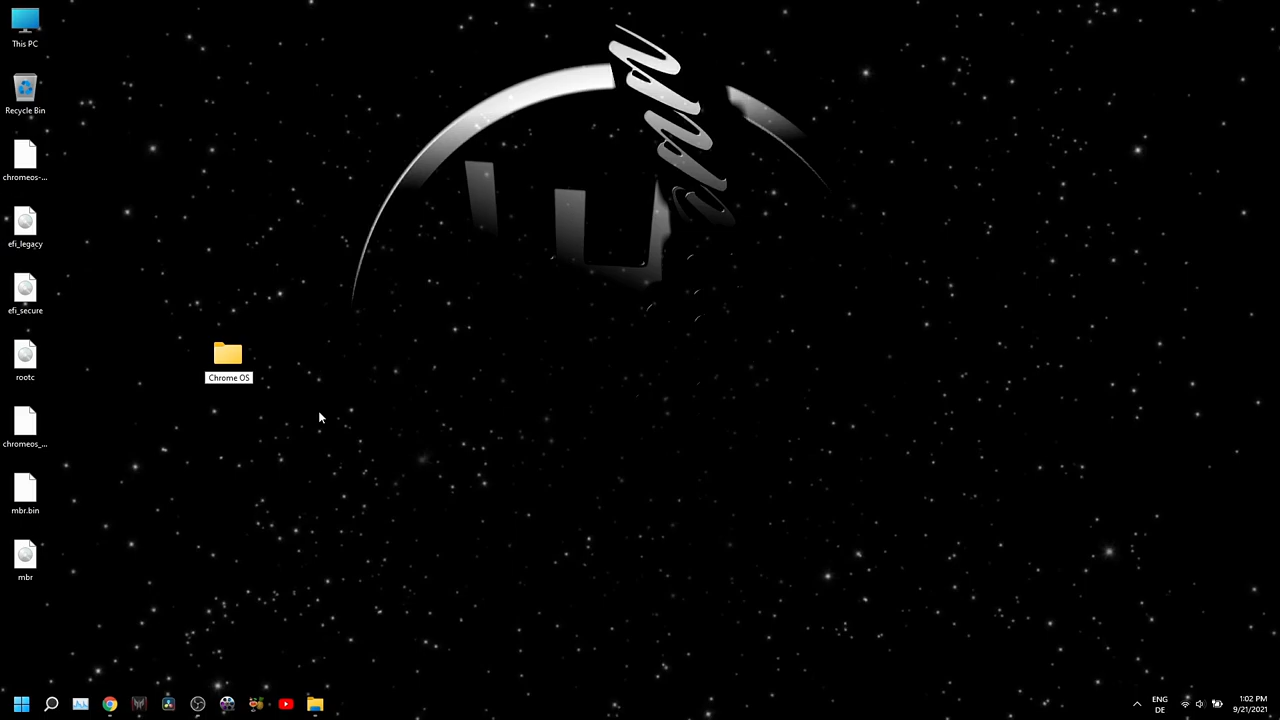 This PC
Recycle Bin
chromeos-...
efi_legacy
efi_secure
rootc
chromeos_...
mbr.bin
mbr
Chrome OS
ENG
DE
1:02 PM
9/21/2021